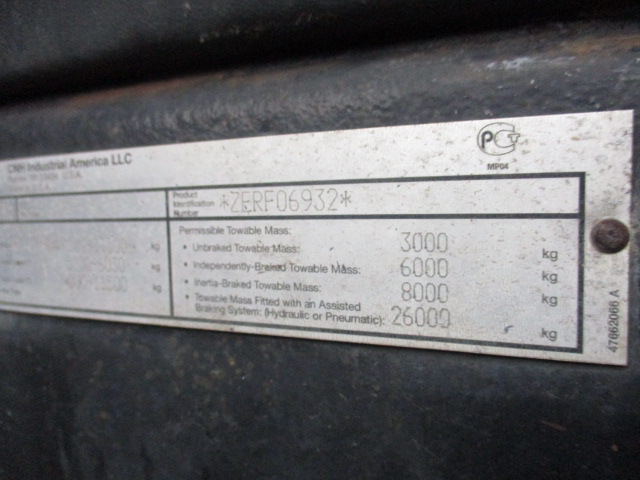 CNH Industrial America LLC
PG
MP04
Product
Identification
Number
*ZERF06932*
Permissible Towable Mass:
• Unbraked Towable Mass: 3000 kg
• Independently-Braked Towable Mass: 6000 kg
• Inertia-Braked Towable Mass: 8000 kg
• Towable Mass Fitted with an Assisted
Braking System: (Hydraulic or Pneumatic): 26000 kg
kg
kg
kg
47662066 A